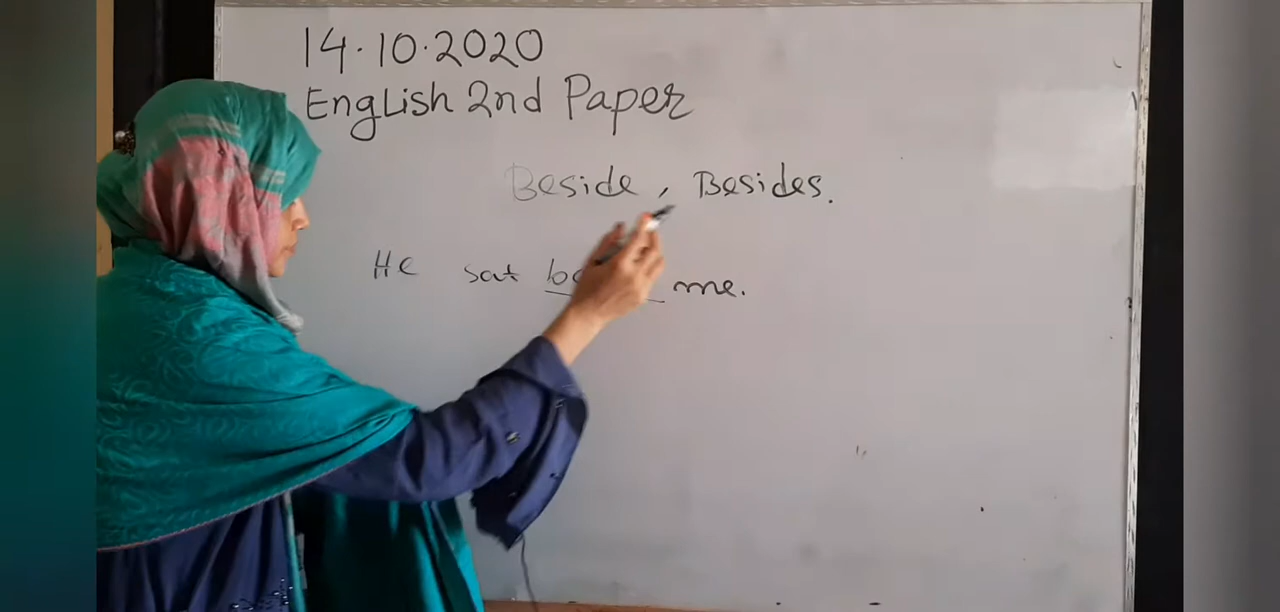 14.10.2020
English 2nd Paper
Beside, Besides.
He sat me.